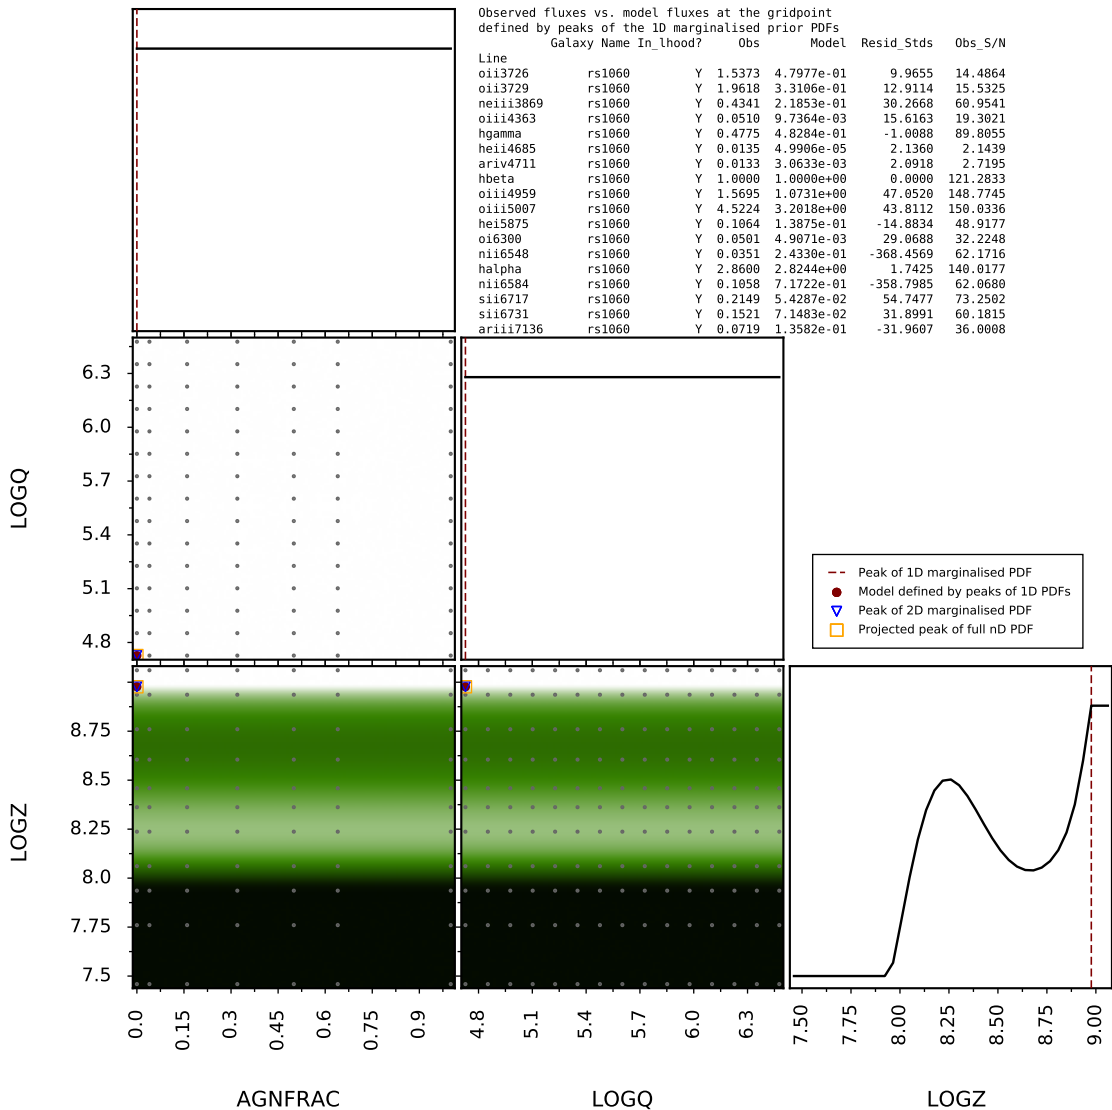 Observed fluxes vs. model fluxes at the gridpoint
defined by peaks of the 1D marginalised prior PDFs
Galaxy Name In_lhood? Obs Model Resid_Stds Obs_S/N
Line
oii3726 rs1060 Y 1.5373 4.7977e-01 9.9655 14.4864
oii3729 rs1060 Y 1.9618 3.3106e-01 12.9114 15.5325
neiii3869 rs1060 Y 0.4341 2.1853e-01 30.2668 60.9541
oiii4363 rs1060 Y 0.0510 9.7364e-03 15.6163 19.3021
hgamma rs1060 Y 0.4775 4.8284e-01 -1.0088 89.8055
heii4685 rs1060 Y 0.0135 4.9906e-05 2.1360 2.1439
ariv4711 rs1060 Y 0.0133 3.0633e-03 2.0918 2.7195
hbeta rs1060 Y 1.0000 1.0000e+00 0.0000 121.2833
oiii4959 rs1060 Y 1.5695 1.0731e+00 47.0520 148.7745
oiii5007 rs1060 Y 4.5224 3.2018e+00 43.8112 150.0336
hei5875 rs1060 Y 0.1064 1.3875e-01 -14.8834 48.9177
oi6300 rs1060 Y 0.0501 4.9071e-03 29.0688 32.2248
nii6548 rs1060 Y 0.0351 2.4330e-01 -368.4569 62.1716
halpha rs1060 Y 2.8600 2.8244e+00 1.7425 140.0177
nii6584 rs1060 Y 0.1058 7.1722e-01 -358.7985 62.0680
sii6717 rs1060 Y 0.2149 5.4287e-02 54.7477 73.2502
sii6731 rs1060 Y 0.1521 7.1483e-02 31.8991 60.1815
ariii7136 rs1060 Y 0.0719 1.3582e-01 -31.9607 36.0008
6.3
6.0
5.7
5.4
5.1
4.8
LOGQ
Peak of 1D marginalised PDF
Model defined by peaks of 1D PDFs
Peak of 2D marginalised PDF
Projected peak of full nD PDF
8.75
8.5
8.25
8.0
7.75
7.5
LOGZ
0.0 0.15 0.3 0.45 0.6 0.75 0.9
4.8 5.1 5.4 5.7 6.0 6.3
7.50 7.75 8.00 8.25 8.50 8.75 9.00
AGNFRAC LOGQ LOGZ